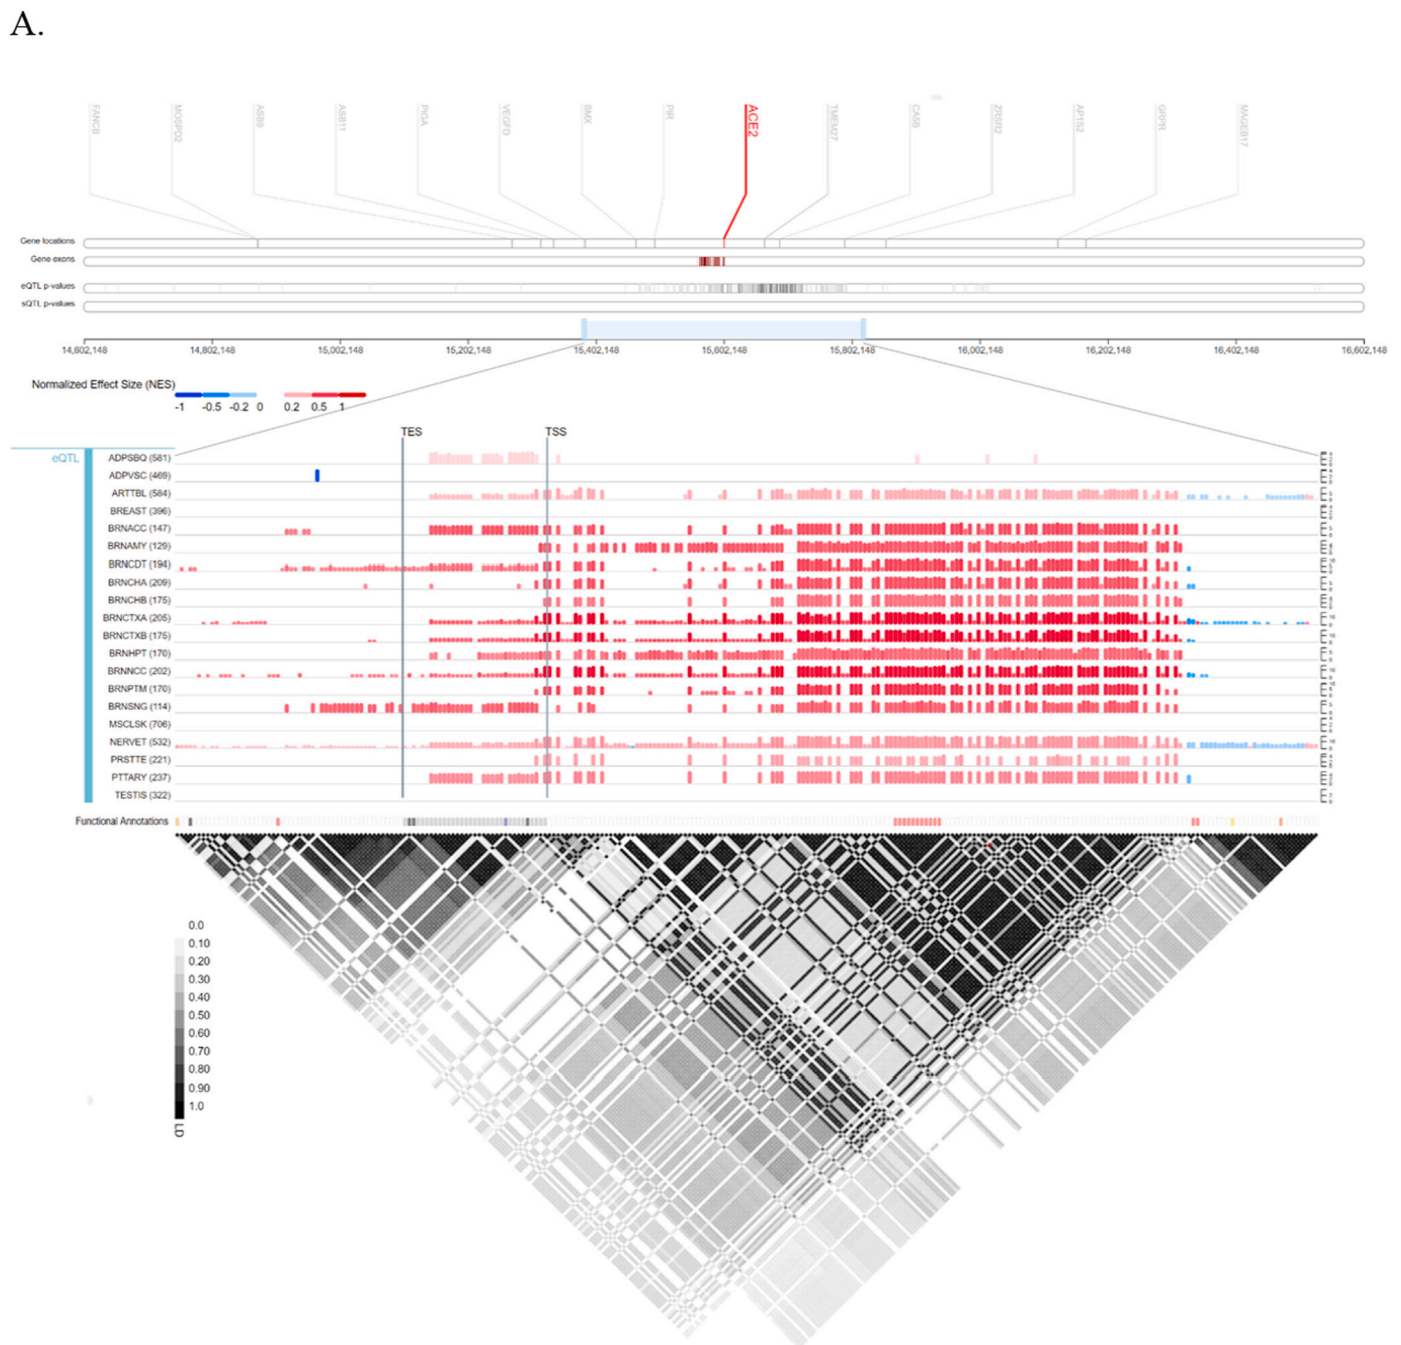 A.
FANCB MOSPD2 ASB9 ASB11 PIGA VEGFD BMX PIR ACE2 TMEM27 CA5B ZRSR2 AP1S2 GRPR MAGEB17
Gene locations
Gene exons
eQTL p-values
sQTL p-values
14,602,148 14,802,148 15,002,148 15,202,148 15,402,148 15,602,148 15,802,148 16,002,148 16,202,148 16,402,148 16,602,148
Normalized Effect Size (NES)
-1 -0.5 -0.2 0 0.2 0.5 1
TES TSS
eQTL
ADPSBQ (581)
ADPVSC (469)
ARTTBL (584)
BREAST (396)
BRNACC (147)
BRNAMY (129)
BRNCDT (194)
BRNCHA (209)
BRNCHB (175)
BRNCTXA (205)
BRNCTXB (175)
BRNHPT (170)
BRNNCC (202)
BRNPTM (170)
BRNSNG (114)
MSCLSK (706)
NERVET (532)
PRSTTE (221)
PTTARY (237)
TESTIS (322)
Functional Annotations
0.0
0.10
0.20
0.30
0.40
0.50
0.60
0.70
0.80
0.90
1.0
LD